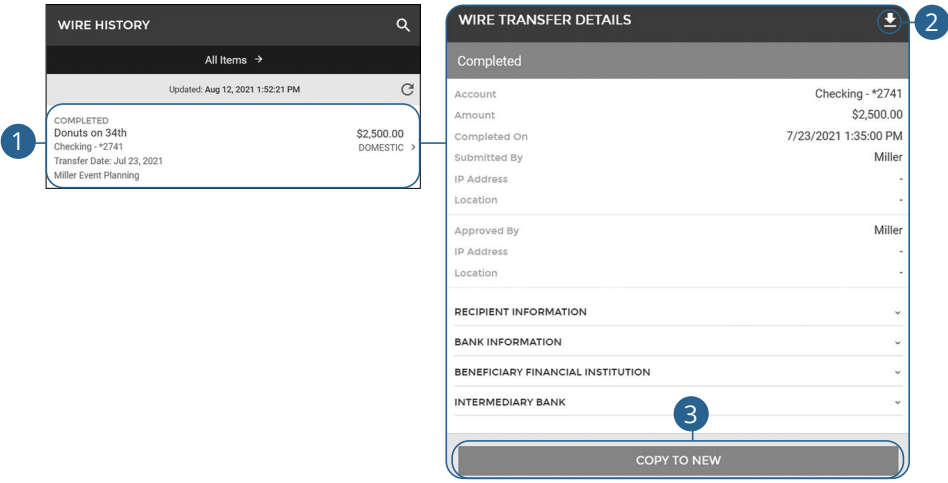 WIRE HISTORY
All Items →
Updated: Aug 12, 2021 1:52:21 PM
1
COMPLETED
Donuts on 34th $2,500.00
Checking - *2741 DOMESTIC >
Transfer Date: Jul 23, 2021
Miller Event Planning
WIRE TRANSFER DETAILS
2
Completed
Account Checking - *2741
Amount $2,500.00
Completed On 7/23/2021 1:35:00 PM
Submitted By Miller
IP Address -
Location -
Approved By Miller
IP Address -
Location -
RECIPIENT INFORMATION
BANK INFORMATION
BENEFICIARY FINANCIAL INSTITUTION
INTERMEDIARY BANK
3
COPY TO NEW